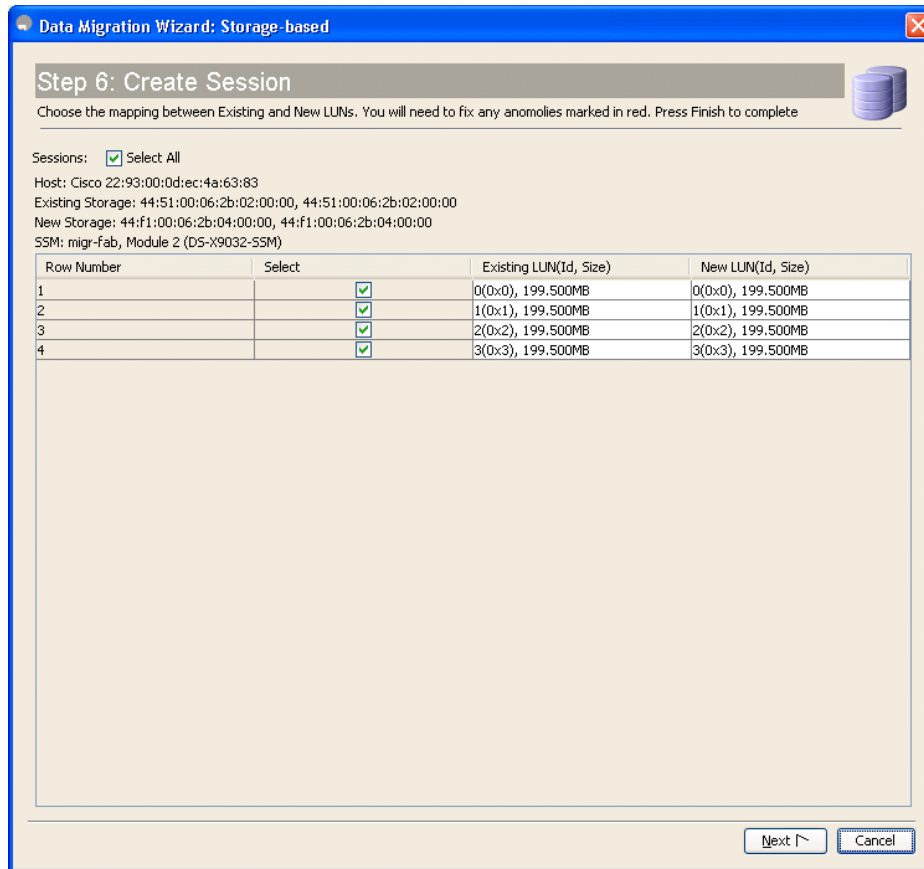 Data Migration Wizard: Storage-based
Step 6: Create Session
Choose the mapping between Existing and New LUNs. You will need to fix any anomolies marked in red. Press Finish to complete
Sessions: Select All
Host: Cisco 22:93:00:0d:ec:4a:63:83
Existing Storage: 44:51:00:06:2b:02:00:00, 44:51:00:06:2b:02:00:00
New Storage: 44:f1:00:06:2b:04:00:00, 44:f1:00:06:2b:04:00:00
SSM: migr-fab, Module 2 (DS-X9032-SSM)
Row Number Select Existing LUN(Id, Size) New LUN(Id, Size)
1 0(0x0), 199.500MB 0(0x0), 199.500MB
2 1(0x1), 199.500MB 1(0x1), 199.500MB
3 2(0x2), 199.500MB 2(0x2), 199.500MB
4 3(0x3), 199.500MB 3(0x3), 199.500MB
Next Cancel